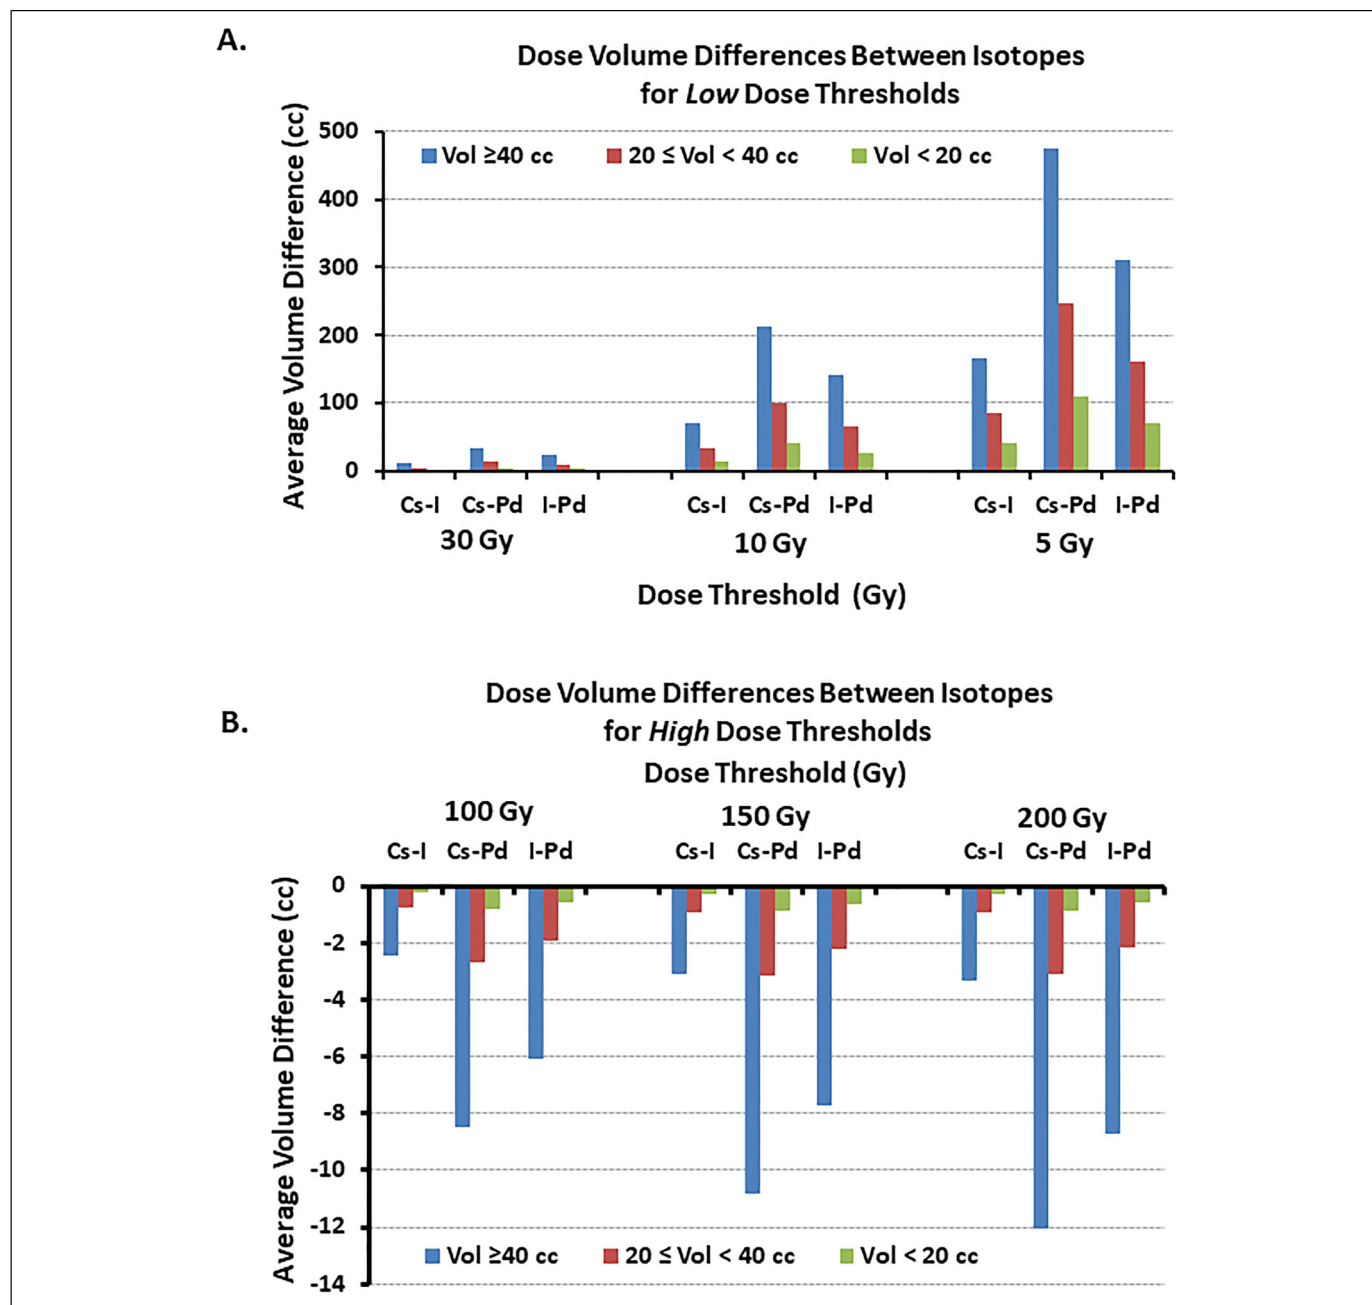 A.
Dose Volume Differences Between Isotopes
for Low Dose Thresholds
Average Volume Difference (cc)
500
400
300
200
100
0
Vol ≥40 cc
20 ≤ Vol < 40 cc
Vol < 20 cc
Cs-I Cs-Pd I-Pd Cs-I Cs-Pd I-Pd Cs-I Cs-Pd I-Pd
30 Gy 10 Gy 5 Gy
Dose Threshold (Gy)
B.
Dose Volume Differences Between Isotopes
for High Dose Thresholds
Dose Threshold (Gy)
100 Gy 150 Gy 200 Gy
Cs-I Cs-Pd I-Pd Cs-I Cs-Pd I-Pd Cs-I Cs-Pd I-Pd
Average Volume Difference (cc)
0
-2
-4
-6
-8
-10
-12
-14
Vol ≥40 cc
20 ≤ Vol < 40 cc
Vol < 20 cc